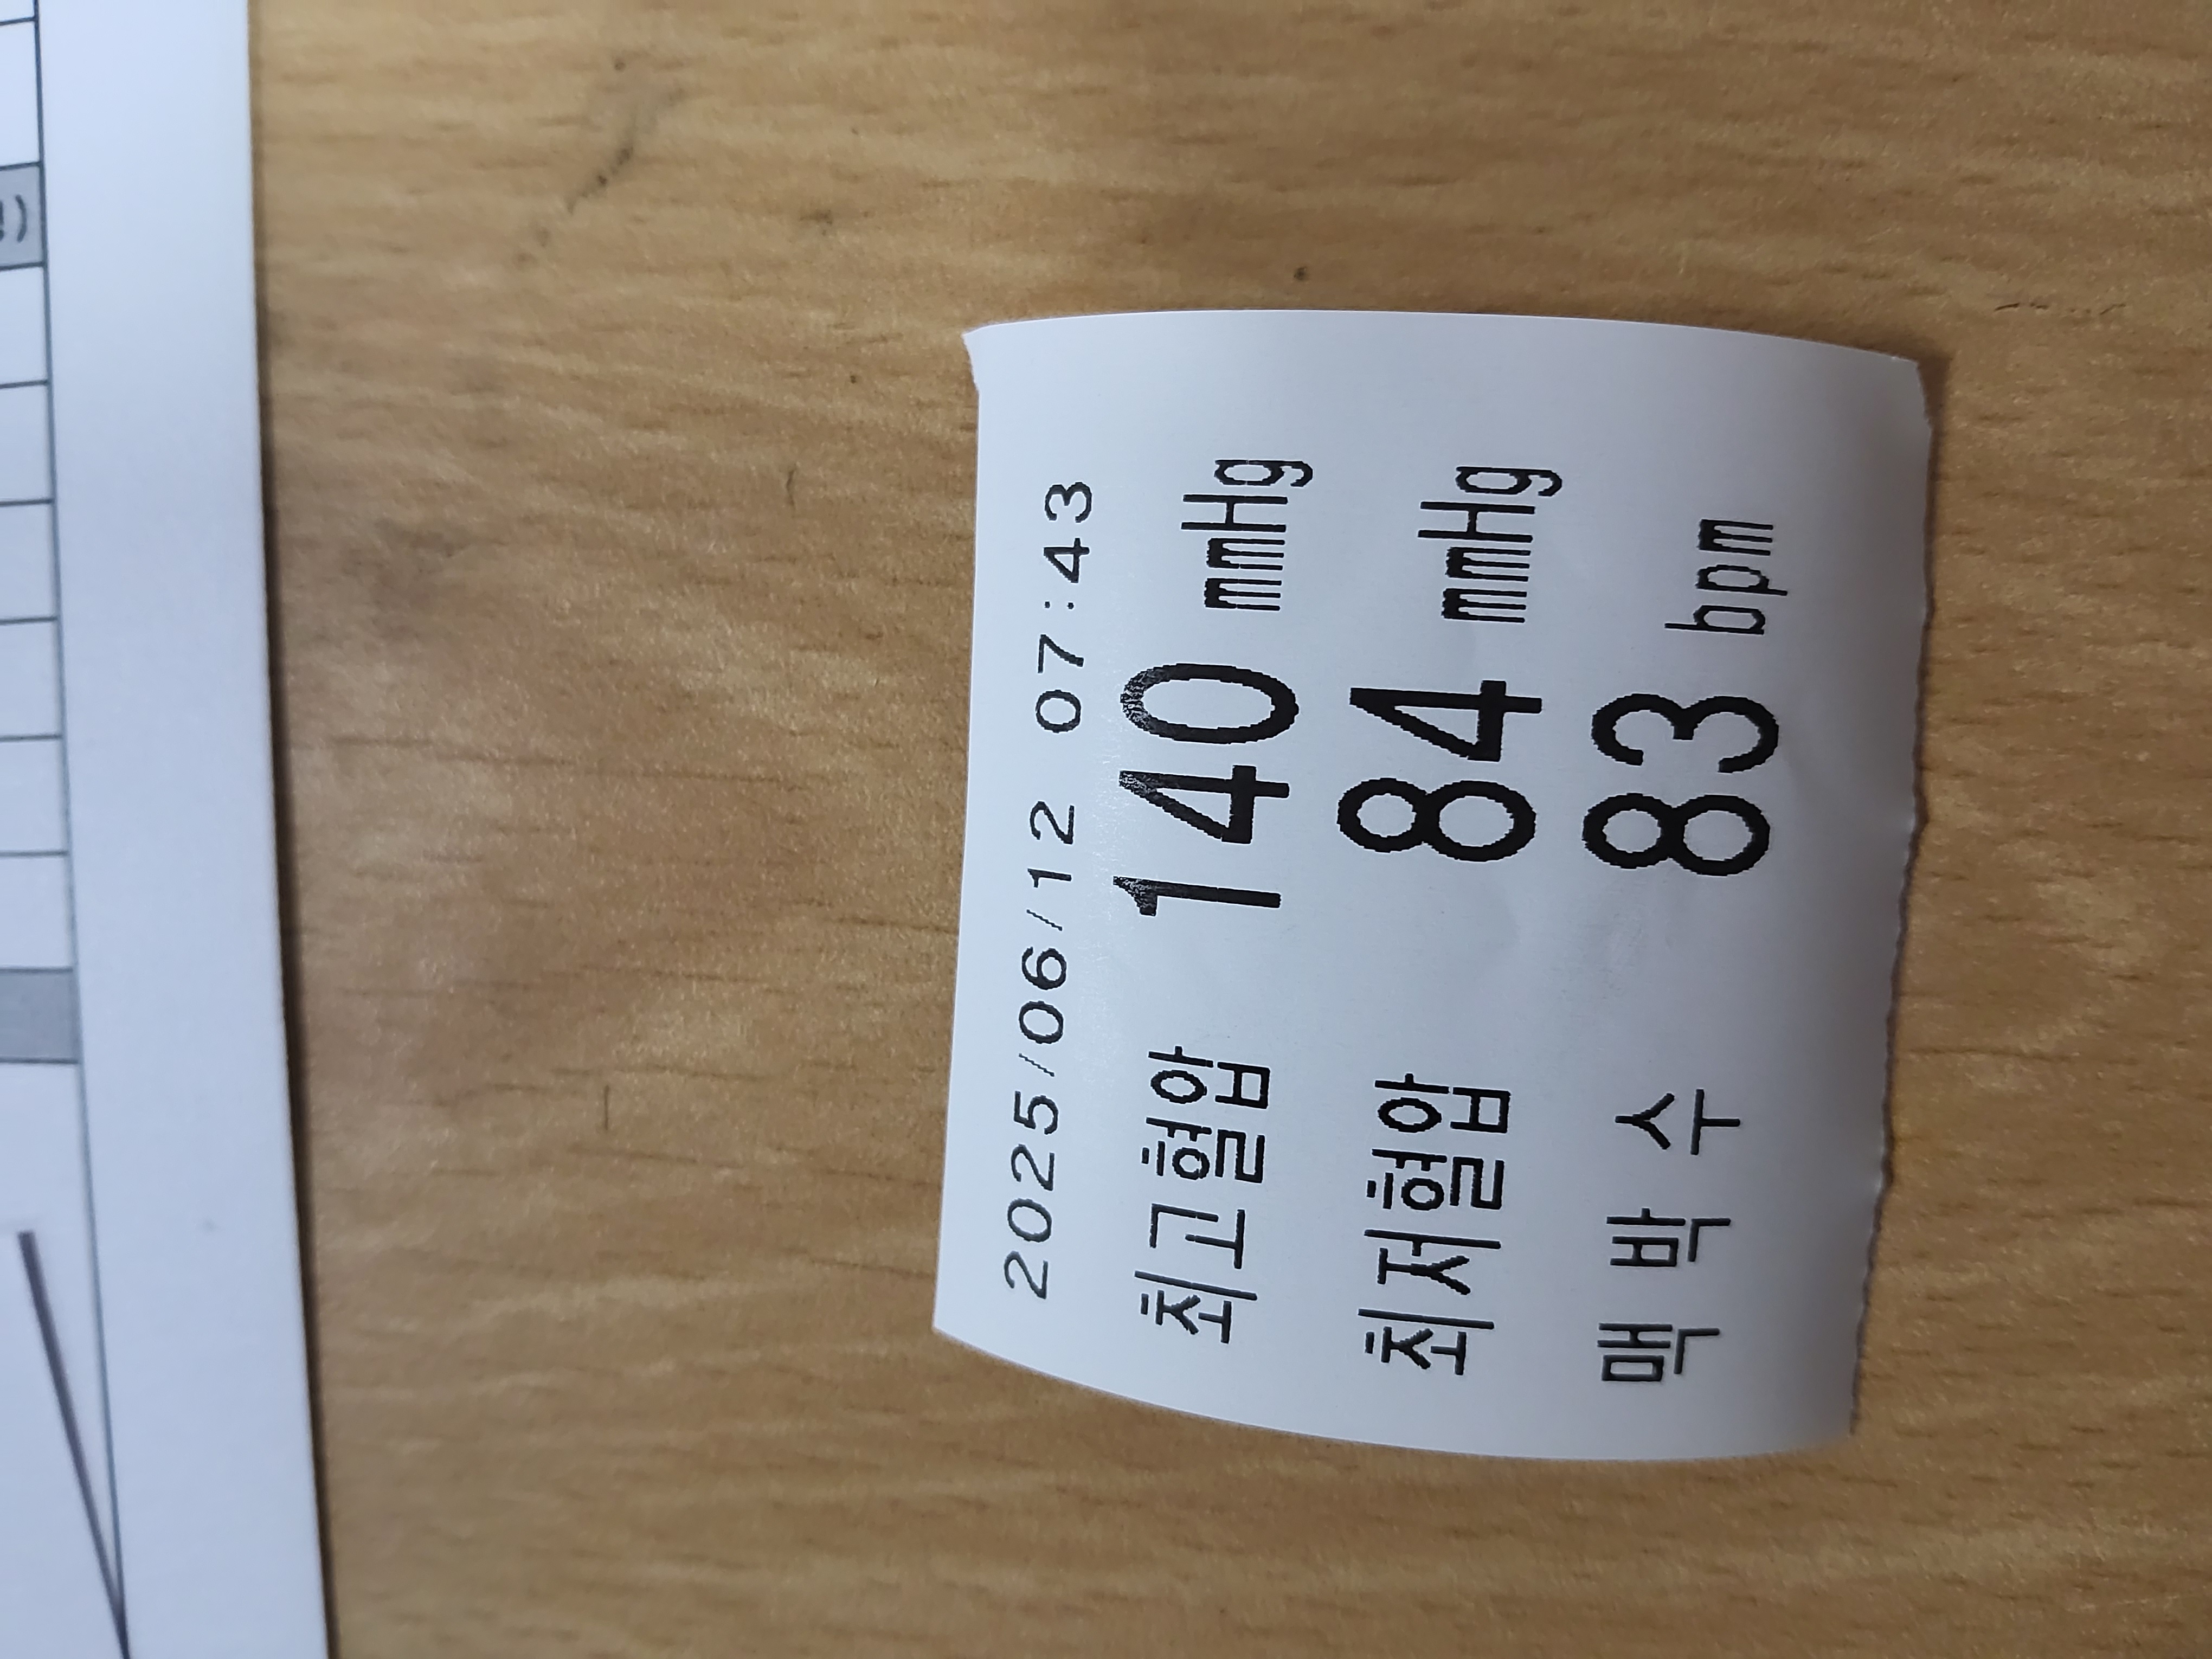 2025/06/12 07:43
최고혈압 140 mmHg
최저혈압 84 mmHg
맥 박 수 83 bpm